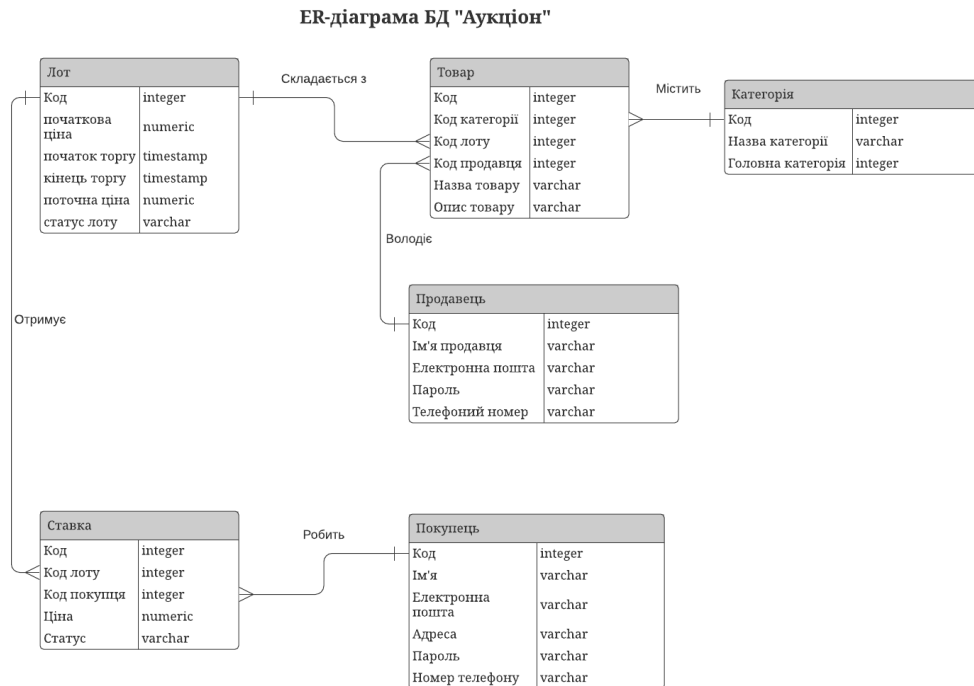 ER-діаграма БД "Аукціон"
Лот
Код integer
початкова
ціна numeric
початок торгу timestamp
кінець торгу timestamp
поточна ціна numeric
статус лоту varchar
Складається з
Товар
Код integer
Код категорії integer
Код лоту integer
Код продавця integer
Назва товару varchar
Опис товару varchar
Містить
Категорія
Код integer
Назва категорії varchar
Головна категорія integer
Володіє
Продавець
Код integer
Ім'я продавця varchar
Електронна пошта varchar
Пароль varchar
Телефоний номер varchar
Отримує
Ставка
Код integer
Код лоту integer
Код покупця integer
Ціна numeric
Статус varchar
Робить
Покупець
Код integer
Ім'я varchar
Електронна
пошта varchar
Адреса varchar
Пароль varchar
Номер телефону varchar